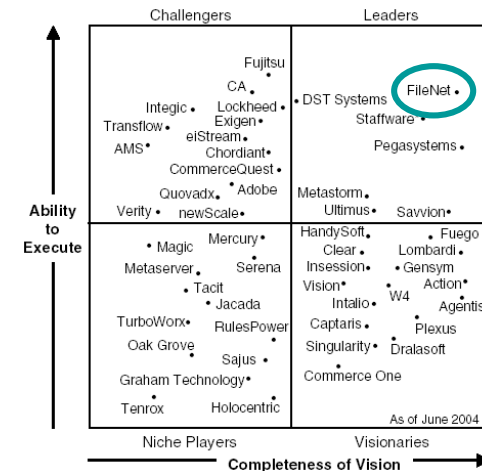 Challengers
Leaders
Fujitsu
CA
FileNet
Integic
Lockheed
DST Systems
Transflow
Exigen
Staffware
eiStream
AMS
Chordiant
Pegasystems
CommerceQuest
Quovadx
Adobe
Metastorm
Verity
newScale
Ultimus
Savvion
Ability
to
Execute
Magic
Mercury
HandySoft
Fuego
Clear
Lombardi
Metaserver
Serena
Insession
Gensym
Tacit
Vision
W4
Action
Jacada
Intalio
Agentis
TurboWorx
RulesPower
Captaris
Plexus
Oak Grove
Sajus
Singularity
Dralasoft
Graham Technology
Commerce One
Tenrox
Holocentric
As of June 2004
Niche Players
Visionaries
Completeness of Vision